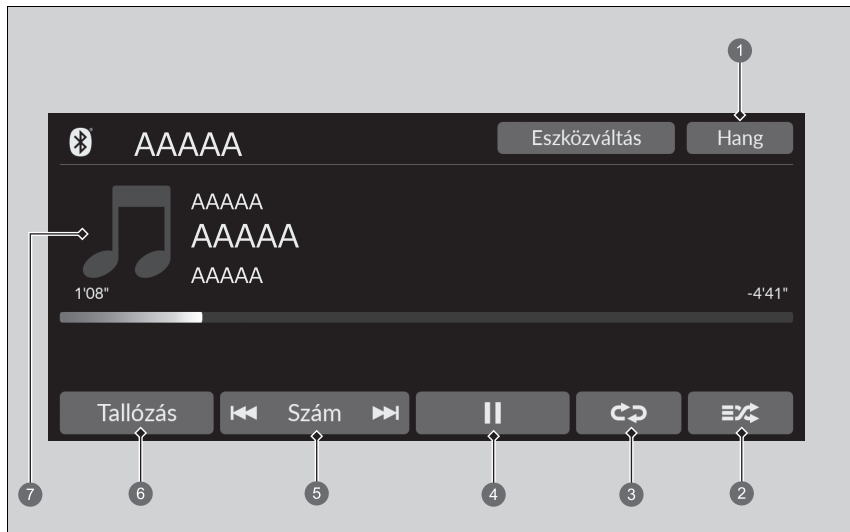 1
AAAAA
Eszközváltás
Hang
AAAAA
AAAAA
AAAAA
7
1'08"
-4'41"
Tallózás
Szám
6
5
4
3
2